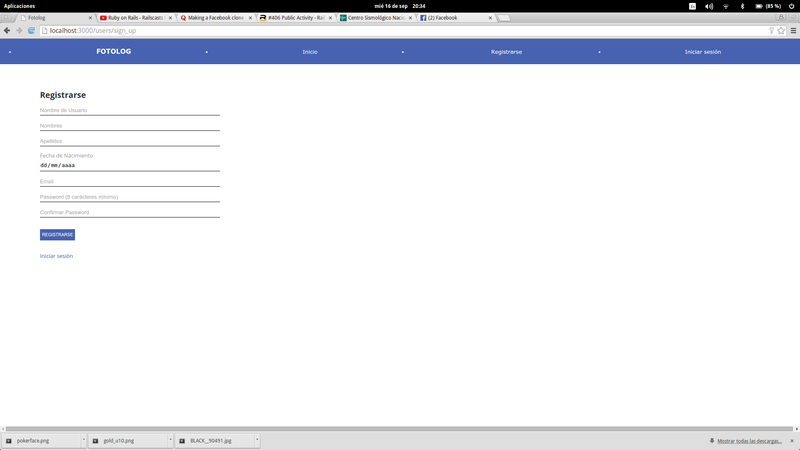 Aplicaciones
mié 16 de sep 20:34
(85 %)
Fotolog
Ruby on Rails - Railscasts
Making a Facebook clone
#406 Public Activity - Rail
Centro Sismológico Nacio
(2) Facebook
localhost:3000/users/sign_up
FOTOLOG
Inicio
Registrarse
Iniciar sesión
Registrarse
Nombre de Usuario
Nombres
Apellidos
Fecha de Nacimiento
dd/mm/aaaa
Email
Password (8 carácteres mínimo)
Confirmar Password
REGISTRARSE
Iniciar sesión
pokerface.png
gold_u10.png
BLACK__90491.jpg
Mostrar todas las descargas...